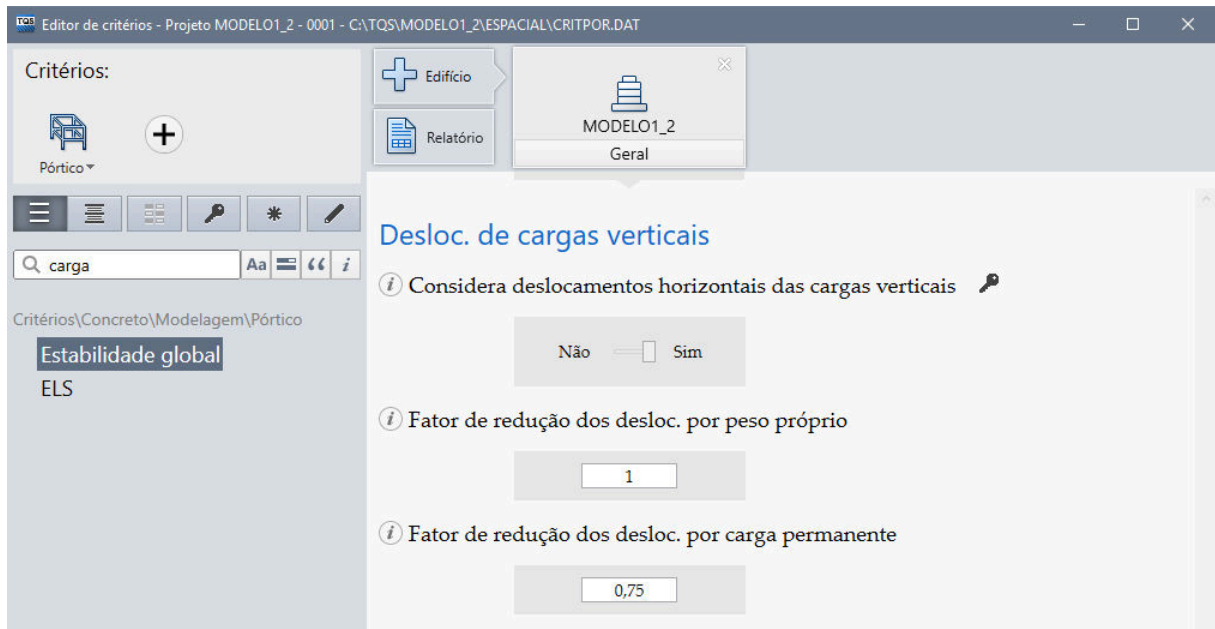 TQS Editor de critérios - Projeto MODELO1_2 - 0001 - C:\TQS\MODELO1_2\ESPACIAL\CRITPOR.DAT
Critérios:
Pórtico
carga
Aa
i
Critérios\Concreto\Modelagem\Pórtico
Estabilidade global
ELS
Edifício
Relatório
MODELO1_2
Geral
Desloc. de cargas verticais
i Considera deslocamentos horizontais das cargas verticais
Não Sim
i Fator de redução dos desloc. por peso próprio
1
i Fator de redução dos desloc. por carga permanente
0,75